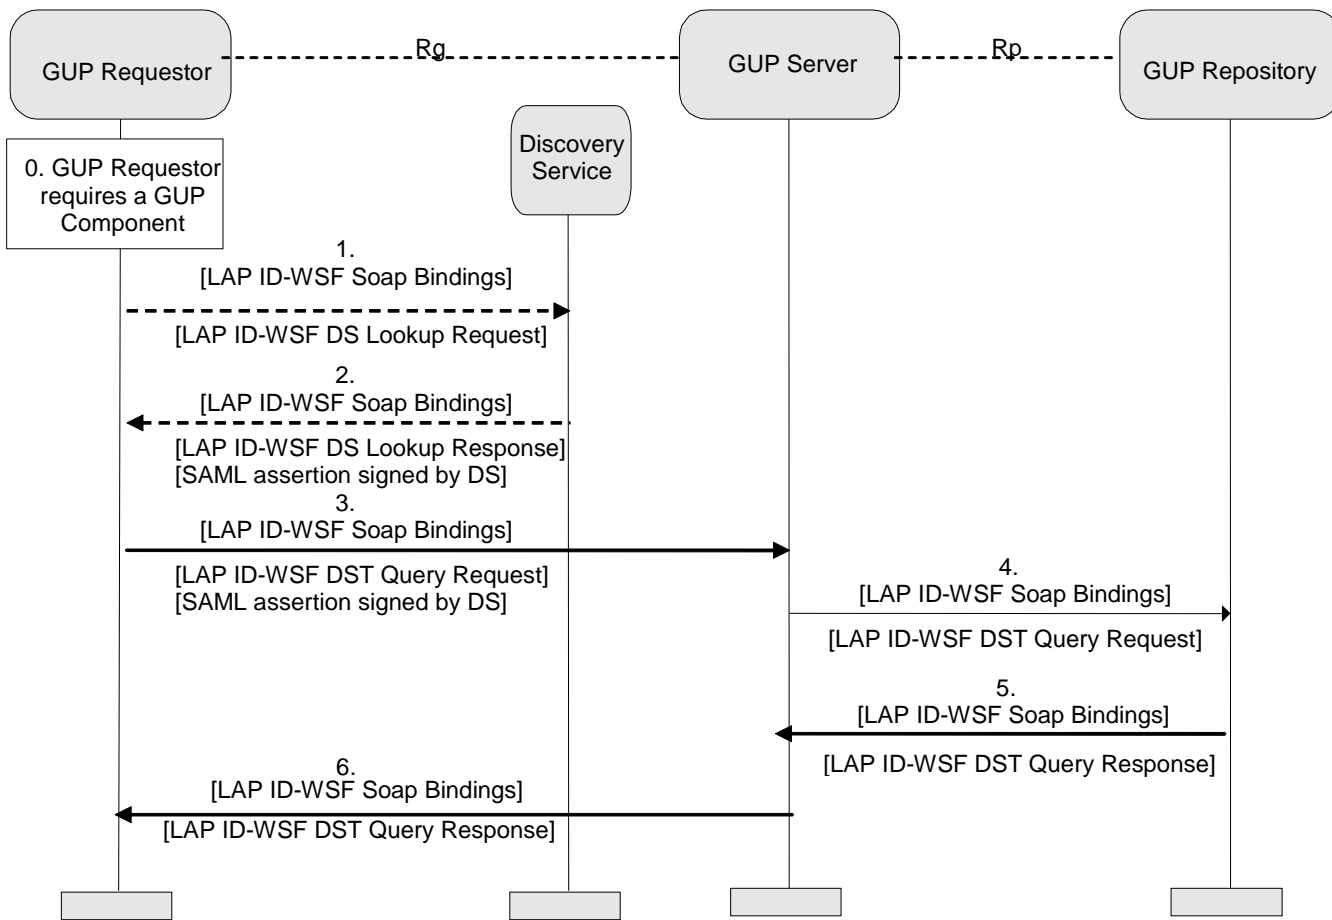 Rg
Rp
GUP Requestor
GUP Server
GUP Repository
Discovery
Service
0. GUP Requestor
requires a GUP
Component
1.
[LAP ID-WSF Soap Bindings]
[LAP ID-WSF DS Lookup Request]
2.
[LAP ID-WSF Soap Bindings]
[LAP ID-WSF DS Lookup Response]
[SAML assertion signed by DS]
3.
[LAP ID-WSF Soap Bindings]
[LAP ID-WSF DST Query Request]
[SAML assertion signed by DS]
4.
[LAP ID-WSF Soap Bindings]
[LAP ID-WSF DST Query Request]
5.
[LAP ID-WSF Soap Bindings]
[LAP ID-WSF DST Query Response]
6.
[LAP ID-WSF Soap Bindings]
[LAP ID-WSF DST Query Response]